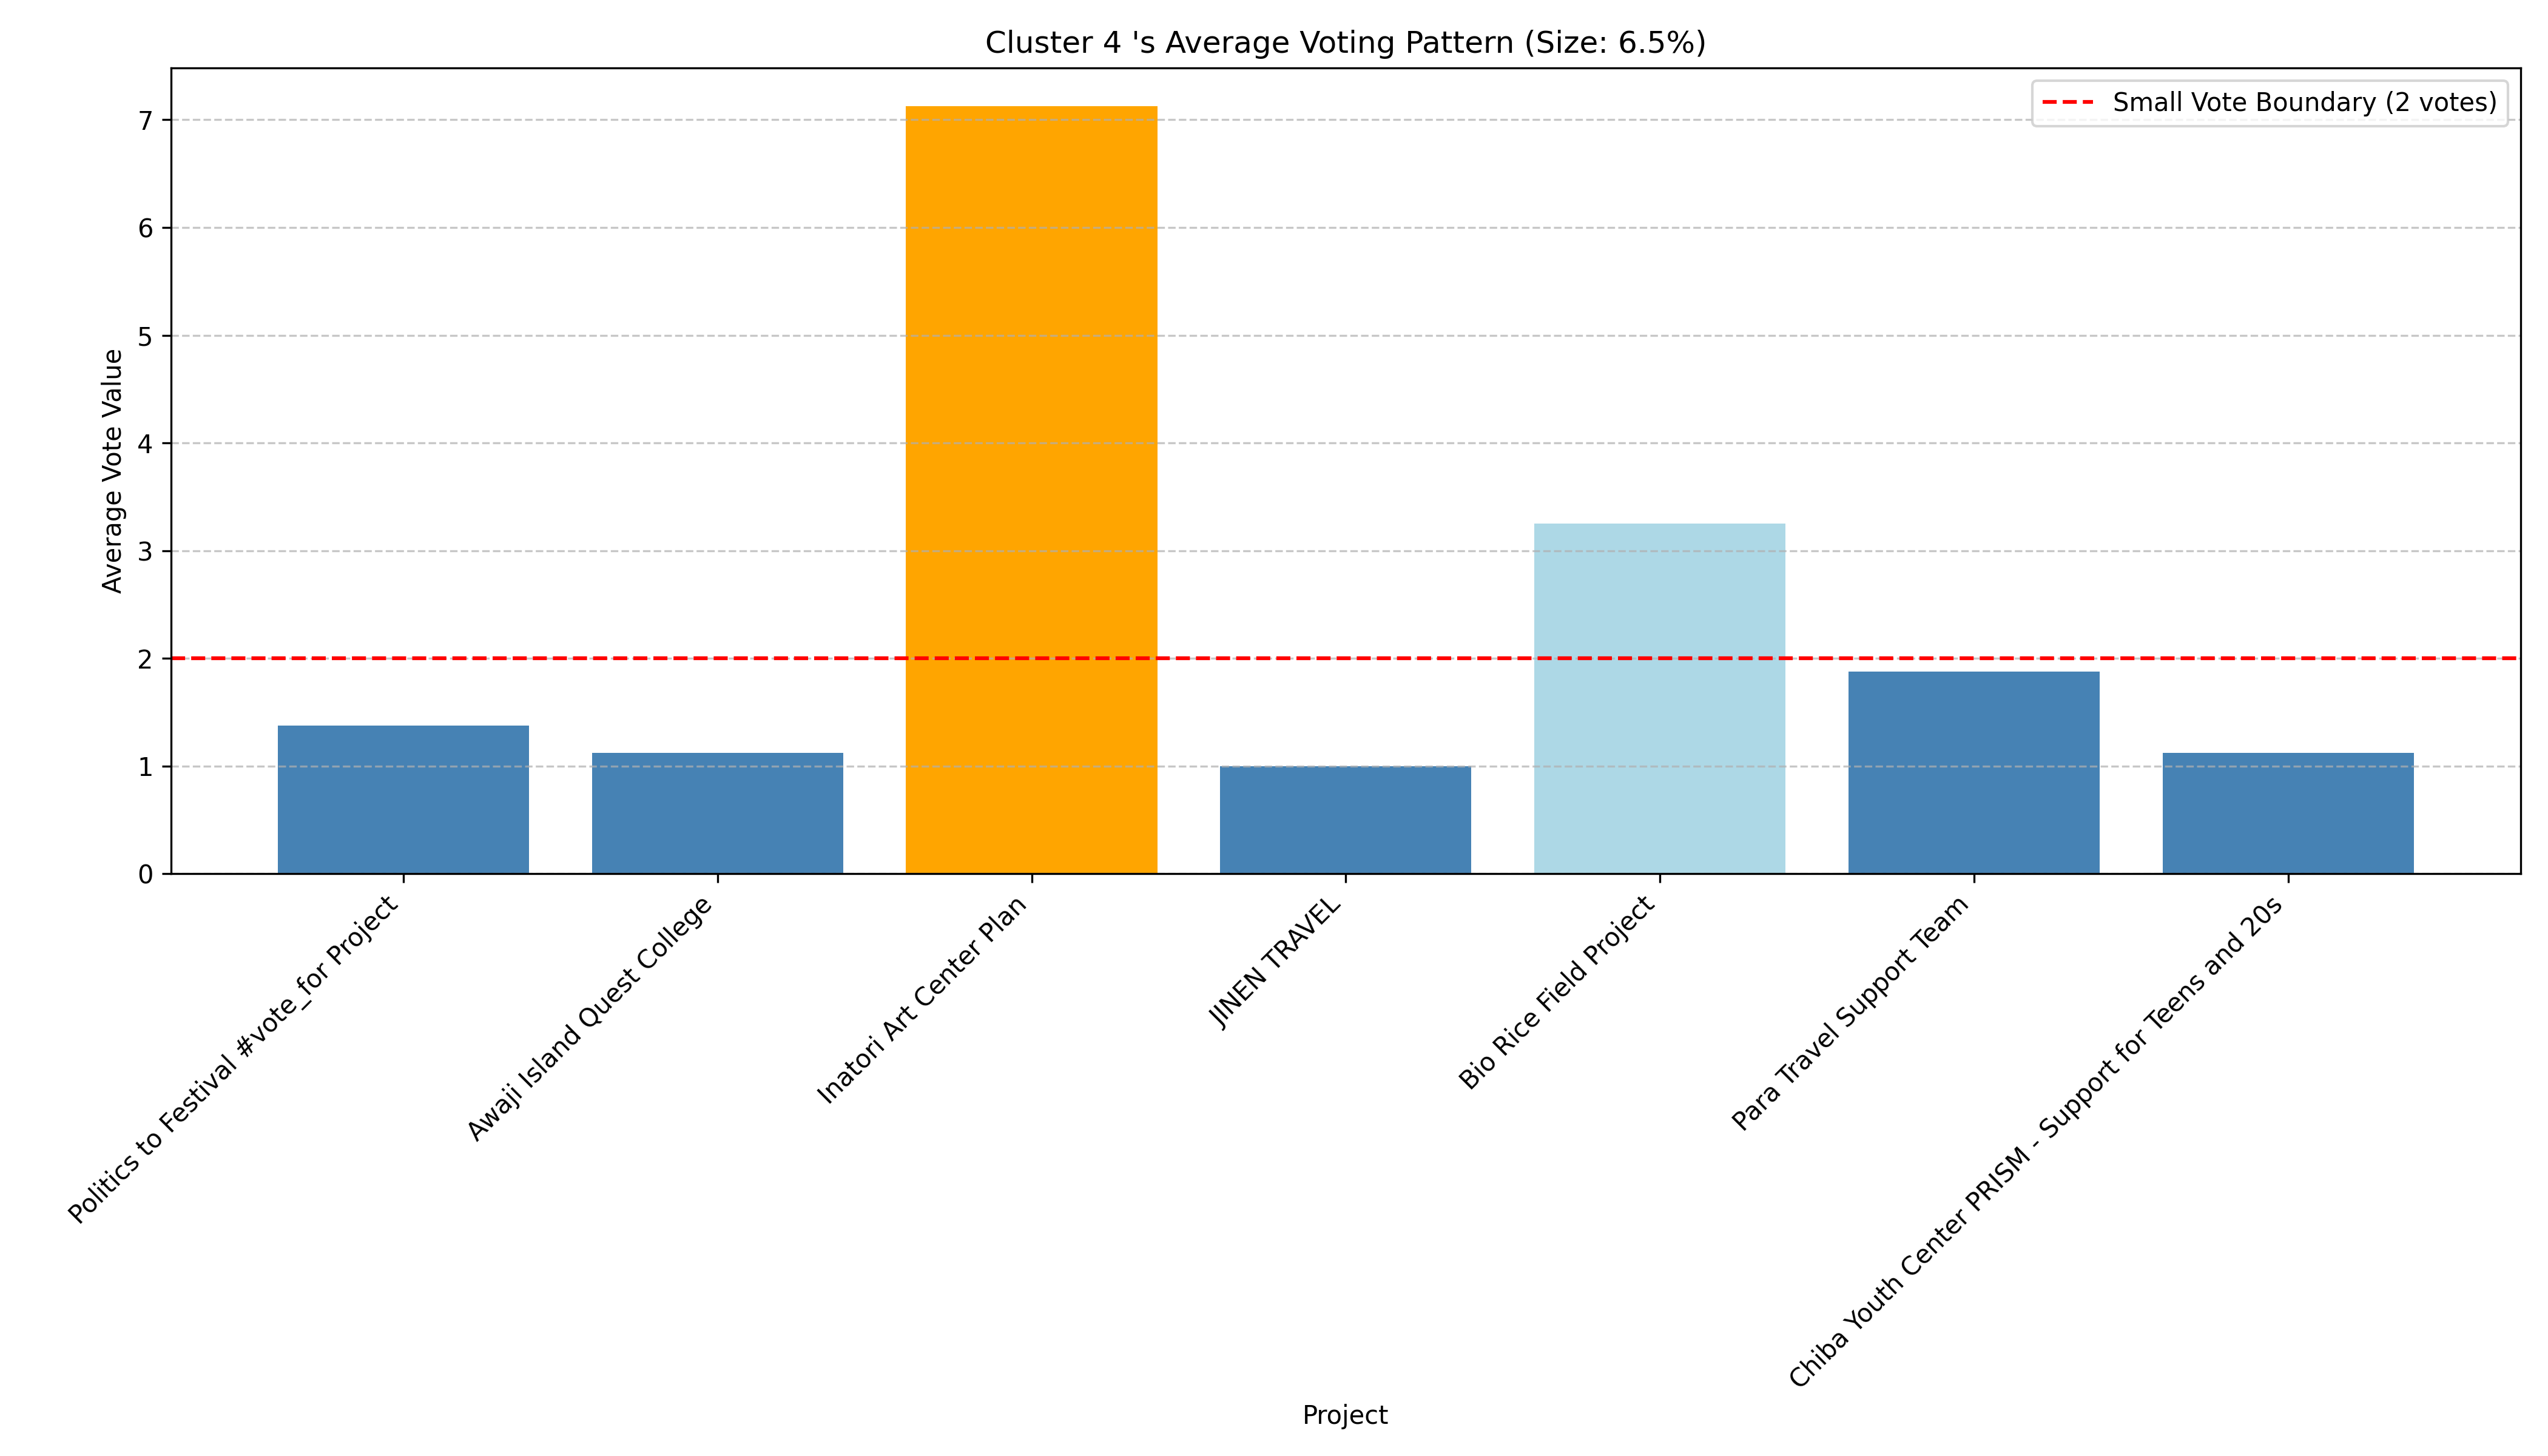 Cluster 4 's Average Voting Pattern (Size: 6.5%)
Small Vote Boundary (2 votes)
Average Vote Value
7
6
5
4
3
2
1
0
Politics to Festival #vote_for Project
Awaji Island Quest College
Inatori Art Center Plan
JINEN TRAVEL
Bio Rice Field Project
Para Travel Support Team
Chiba Youth Center PRISM - Support for Teens and 20s
Project